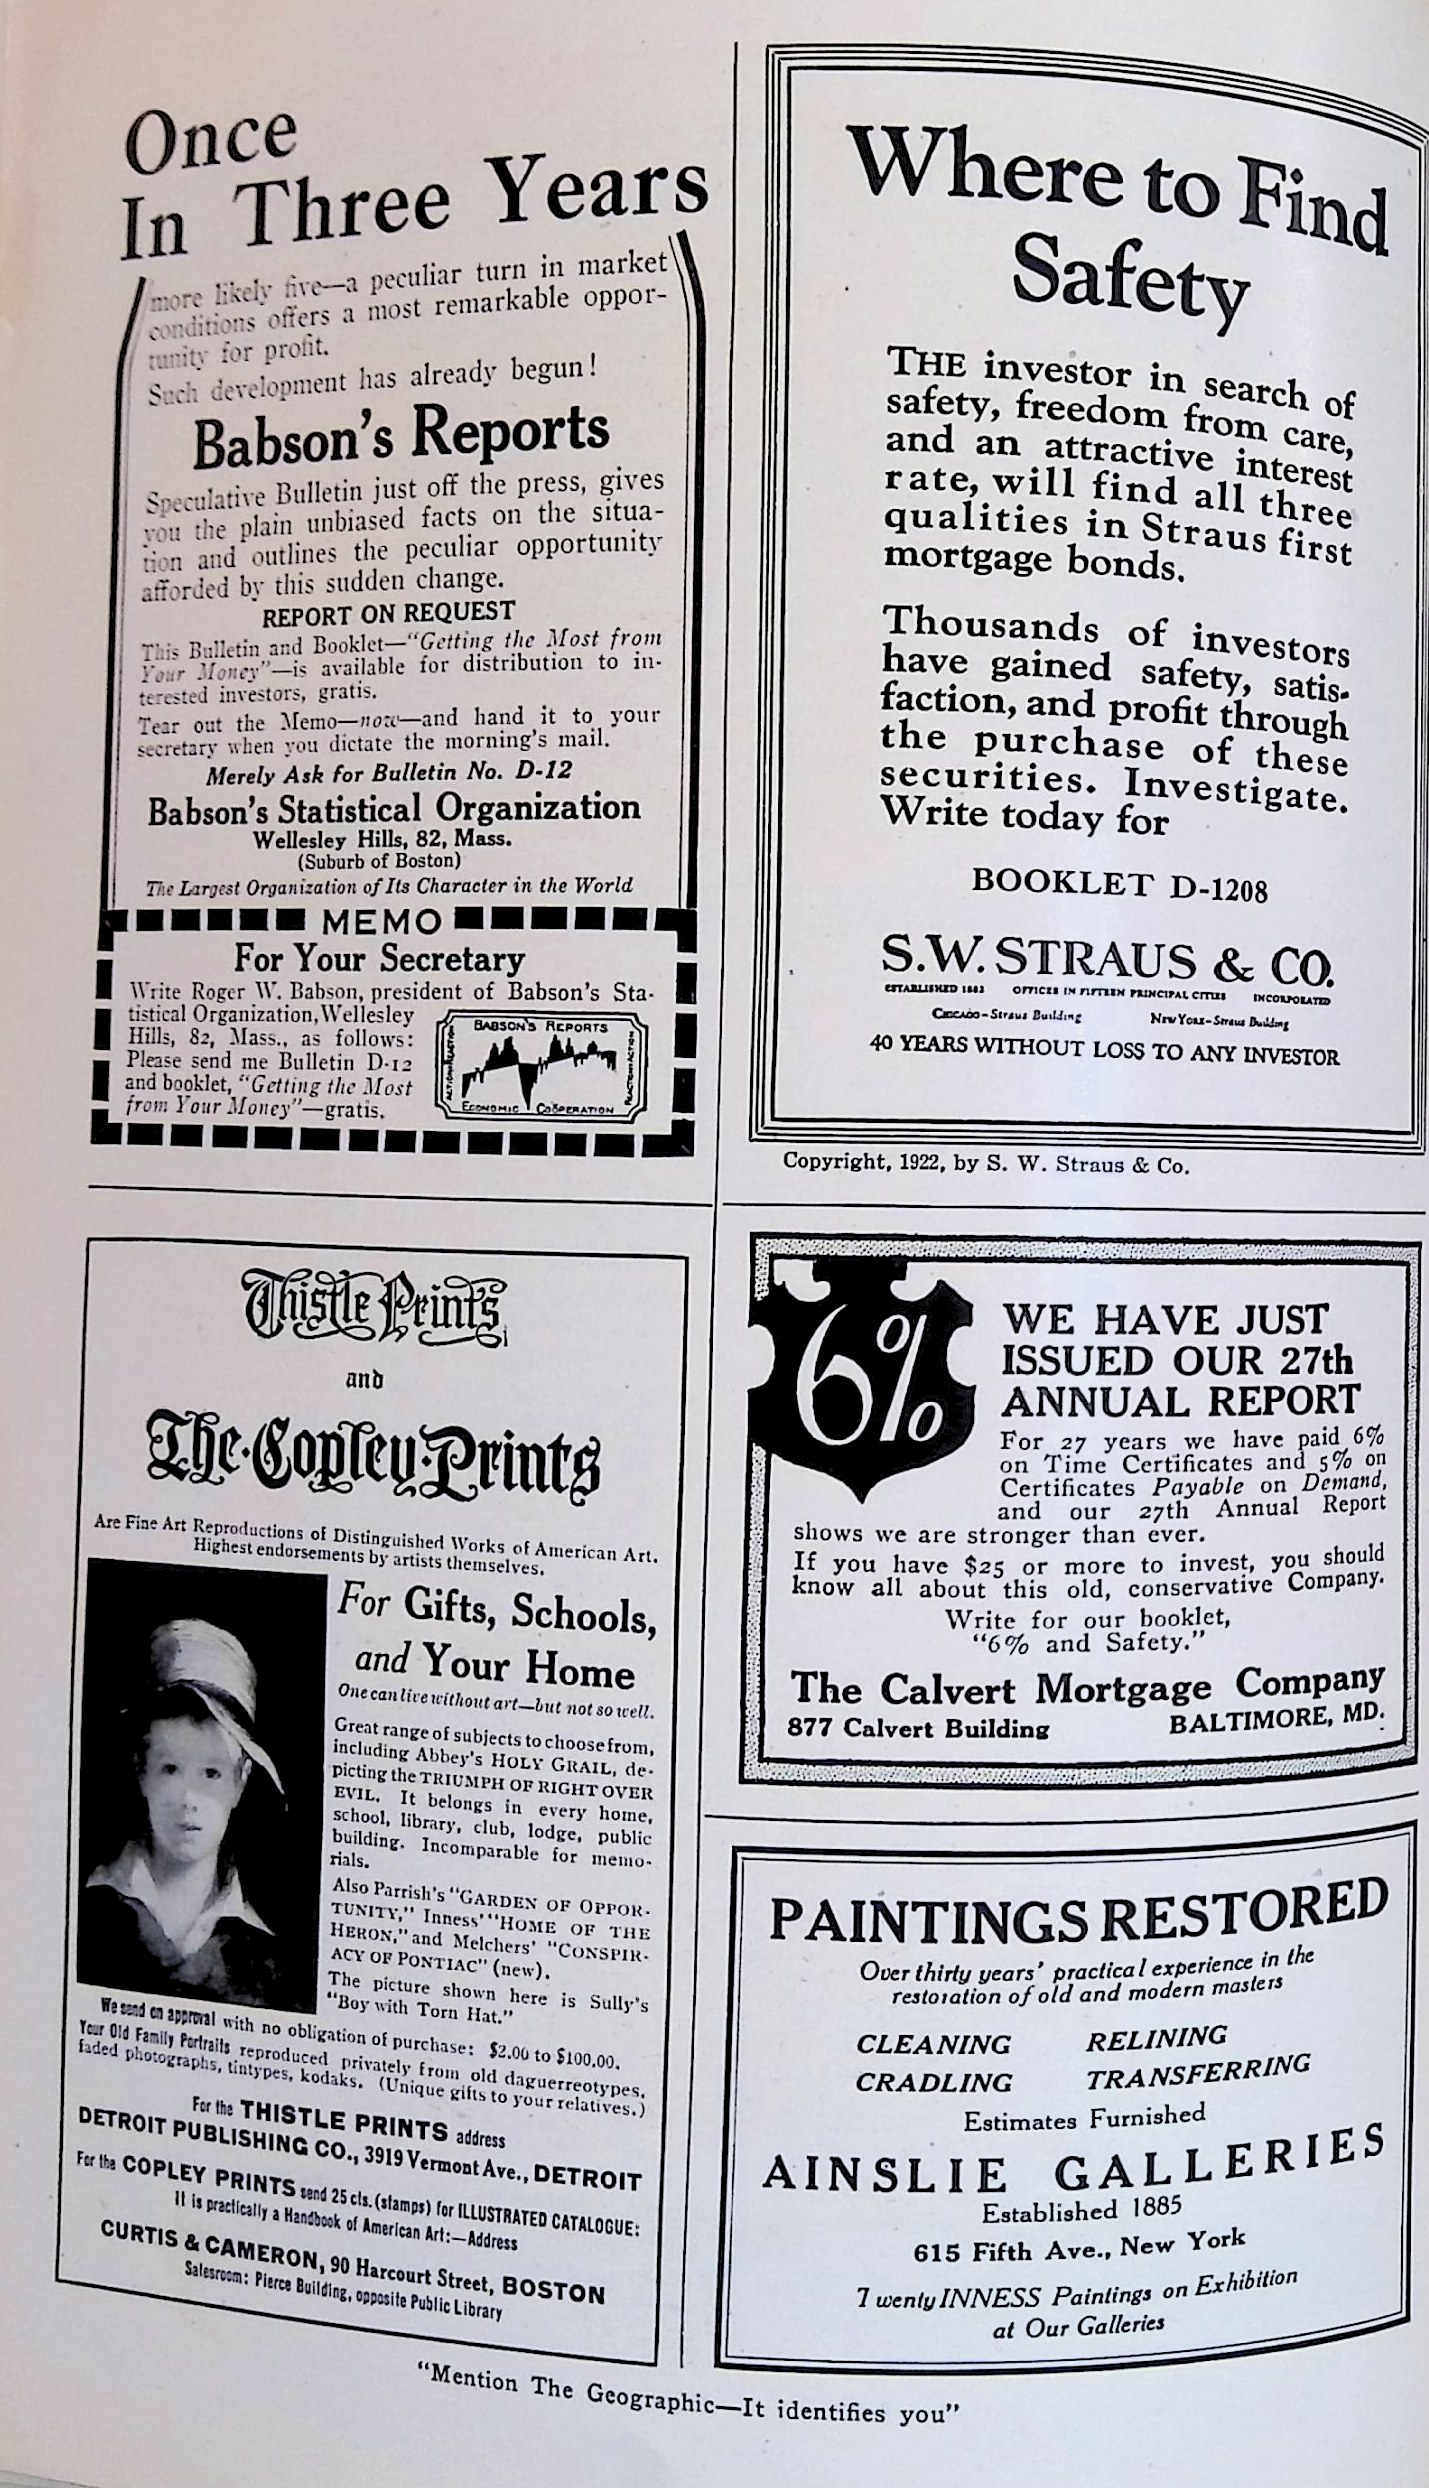 Once
In Three Years
more likely five—a peculiar turn in market
conditions offers a most remarkable oppor-
tunity for profit.
Such development has already begun!
Babson's Reports
Speculative Bulletin just off the press, gives
you the plain unbiased facts on the situa-
tion and outlines the peculiar opportunity
afforded by this sudden change.
REPORT ON REQUEST
This Bulletin and Booklet—"Getting the Most from
Your Money"—is available for distribution to in-
terested investors, gratis.
Tear out the Memo—now—and hand it to your
secretary when you dictate the morning's mail.
Merely Ask for Bulletin No. D-12
Babson's Statistical Organization
Wellesley Hills, 82, Mass.
(Suburb of Boston)
The Largest Organization of Its Character in the World
MEMO
For Your Secretary
Write Roger W. Babson, president of Babson's Sta-
tistical Organization, Wellesley
Hills, 82, Mass., as follows:
Please send me Bulletin D-12
and booklet, "Getting the Most
from Your Money"—gratis.
BABSON'S REPORTS
ACTION REACTION
REACTION ACTION
ECONOMIC COÖPERATION
Where to Find
Safety
THE investor in search of
safety, freedom from care,
and an attractive interest
rate, will find all three
qualities in Straus first
mortgage bonds.
Thousands of investors
have gained safety, satis-
faction, and profit through
the purchase of these
securities. Investigate.
Write today for
BOOKLET D-1208
S.W. STRAUS & CO.
ESTABLISHED 1882 OFFICES IN FIFTEEN PRINCIPAL CITIES INCORPORATED
CHICAGO-Straus Building New York-Straus Building
40 YEARS WITHOUT LOSS TO ANY INVESTOR
Copyright, 1922, by S. W. Straus & Co.
Thistle Prints
and
The Copley Prints
Are Fine Art Reproductions of Distinguished Works of American Art.
Highest endorsements by artists themselves.
For Gifts, Schools,
and Your Home
One can live without art—but not so well.
Great range of subjects to choose from,
including Abbey's HOLY GRAIL, de-
picting the TRIUMPH OF RIGHT OVER
EVIL. It belongs in every home,
school, library, club, lodge, public
building. Incomparable for memo-
rials.
Also Parrish's "GARDEN OF OPPOR-
TUNITY," Inness' "HOME OF THE
HERON," and Melchers' "CONSPIR-
ACY OF PONTIAC" (new).
The picture shown here is Sully's
"Boy with Torn Hat."
We send on approval with no obligation of purchase: $2.00 to $100.00.
Your Old Family Portraits reproduced privately from old daguerreotypes,
faded photographs, tintypes, kodaks. (Unique gifts to your relatives.)
For the THISTLE PRINTS address
DETROIT PUBLISHING CO., 3919 Vermont Ave., DETROIT
For the COPLEY PRINTS send 25 cts. (stamps) for ILLUSTRATED CATALOGUE:
It is practically a Handbook of American Art:—Address
CURTIS & CAMERON, 90 Harcourt Street, BOSTON
Salesroom: Pierce Building, opposite Public Library
6%
WE HAVE JUST
ISSUED OUR 27th
ANNUAL REPORT
For 27 years we have paid 6%
on Time Certificates and 5% on
Certificates Payable on Demand,
and our 27th Annual Report
shows we are stronger than ever.
If you have $25 or more to invest, you should
know all about this old, conservative Company.
Write for our booklet,
"6% and Safety."
The Calvert Mortgage Company
877 Calvert Building BALTIMORE, MD.
PAINTINGS RESTORED
Over thirty years' practical experience in the
restoration of old and modern masters
CLEANING RELINING
CRADLING TRANSFERRING
Estimates Furnished
AINSLIE GALLERIES
Established 1885
615 Fifth Ave., New York
Twenty INNESS Paintings on Exhibition
at Our Galleries
"Mention The Geographic—It identifies you"